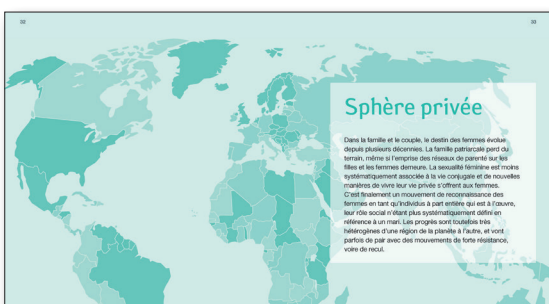 02
03
Sphère privée
Dans la famille et le couple, le destin des femmes évolue
depuis plusieurs décennies. La famille patriarcale perd du
terrain, même si l'emprise des réseaux de parenté sur les
filles et les femmes demeure. La sexualité féminine est moins
systématiquement associée à la vie conjugale et de nouvelles
manières de vivre leur vie privée s'offrent aux femmes.
C'est finalement un mouvement de reconnaissance des
femmes en tant qu'individus à part entière qui est à l'œuvre,
leur rôle social n'étant plus systématiquement défini en
référence à un mari. Les progrès sont toutefois très
hétérogènes d'une région de la planète à l'autre, et vont
parfois de pair avec des mouvements de forte résistance,
voire de recul.